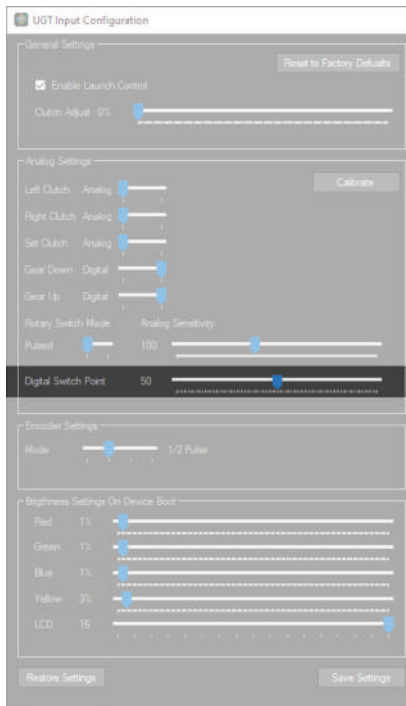 UGT Input Configuration
General Settings
Reset to Factory Defaults
Enable Launch Control
Clutch Adjust 0%
Analog Settings
Calibrate
Left Clutch Analog
Right Clutch Analog
Set Clutch Analog
Gear Down Digital
Gear Up Digital
Rotary Switch Mode Analog Sensitivity
Pulsed 100
Digital Switch Point 50
Encoder Settings
Mode 1/2 Pulse
Brigthness Settings On Device Boot
Red 1%
Green 1%
Blue 1%
Yellow 3%
LCD 16
Restore Settings Save Settings